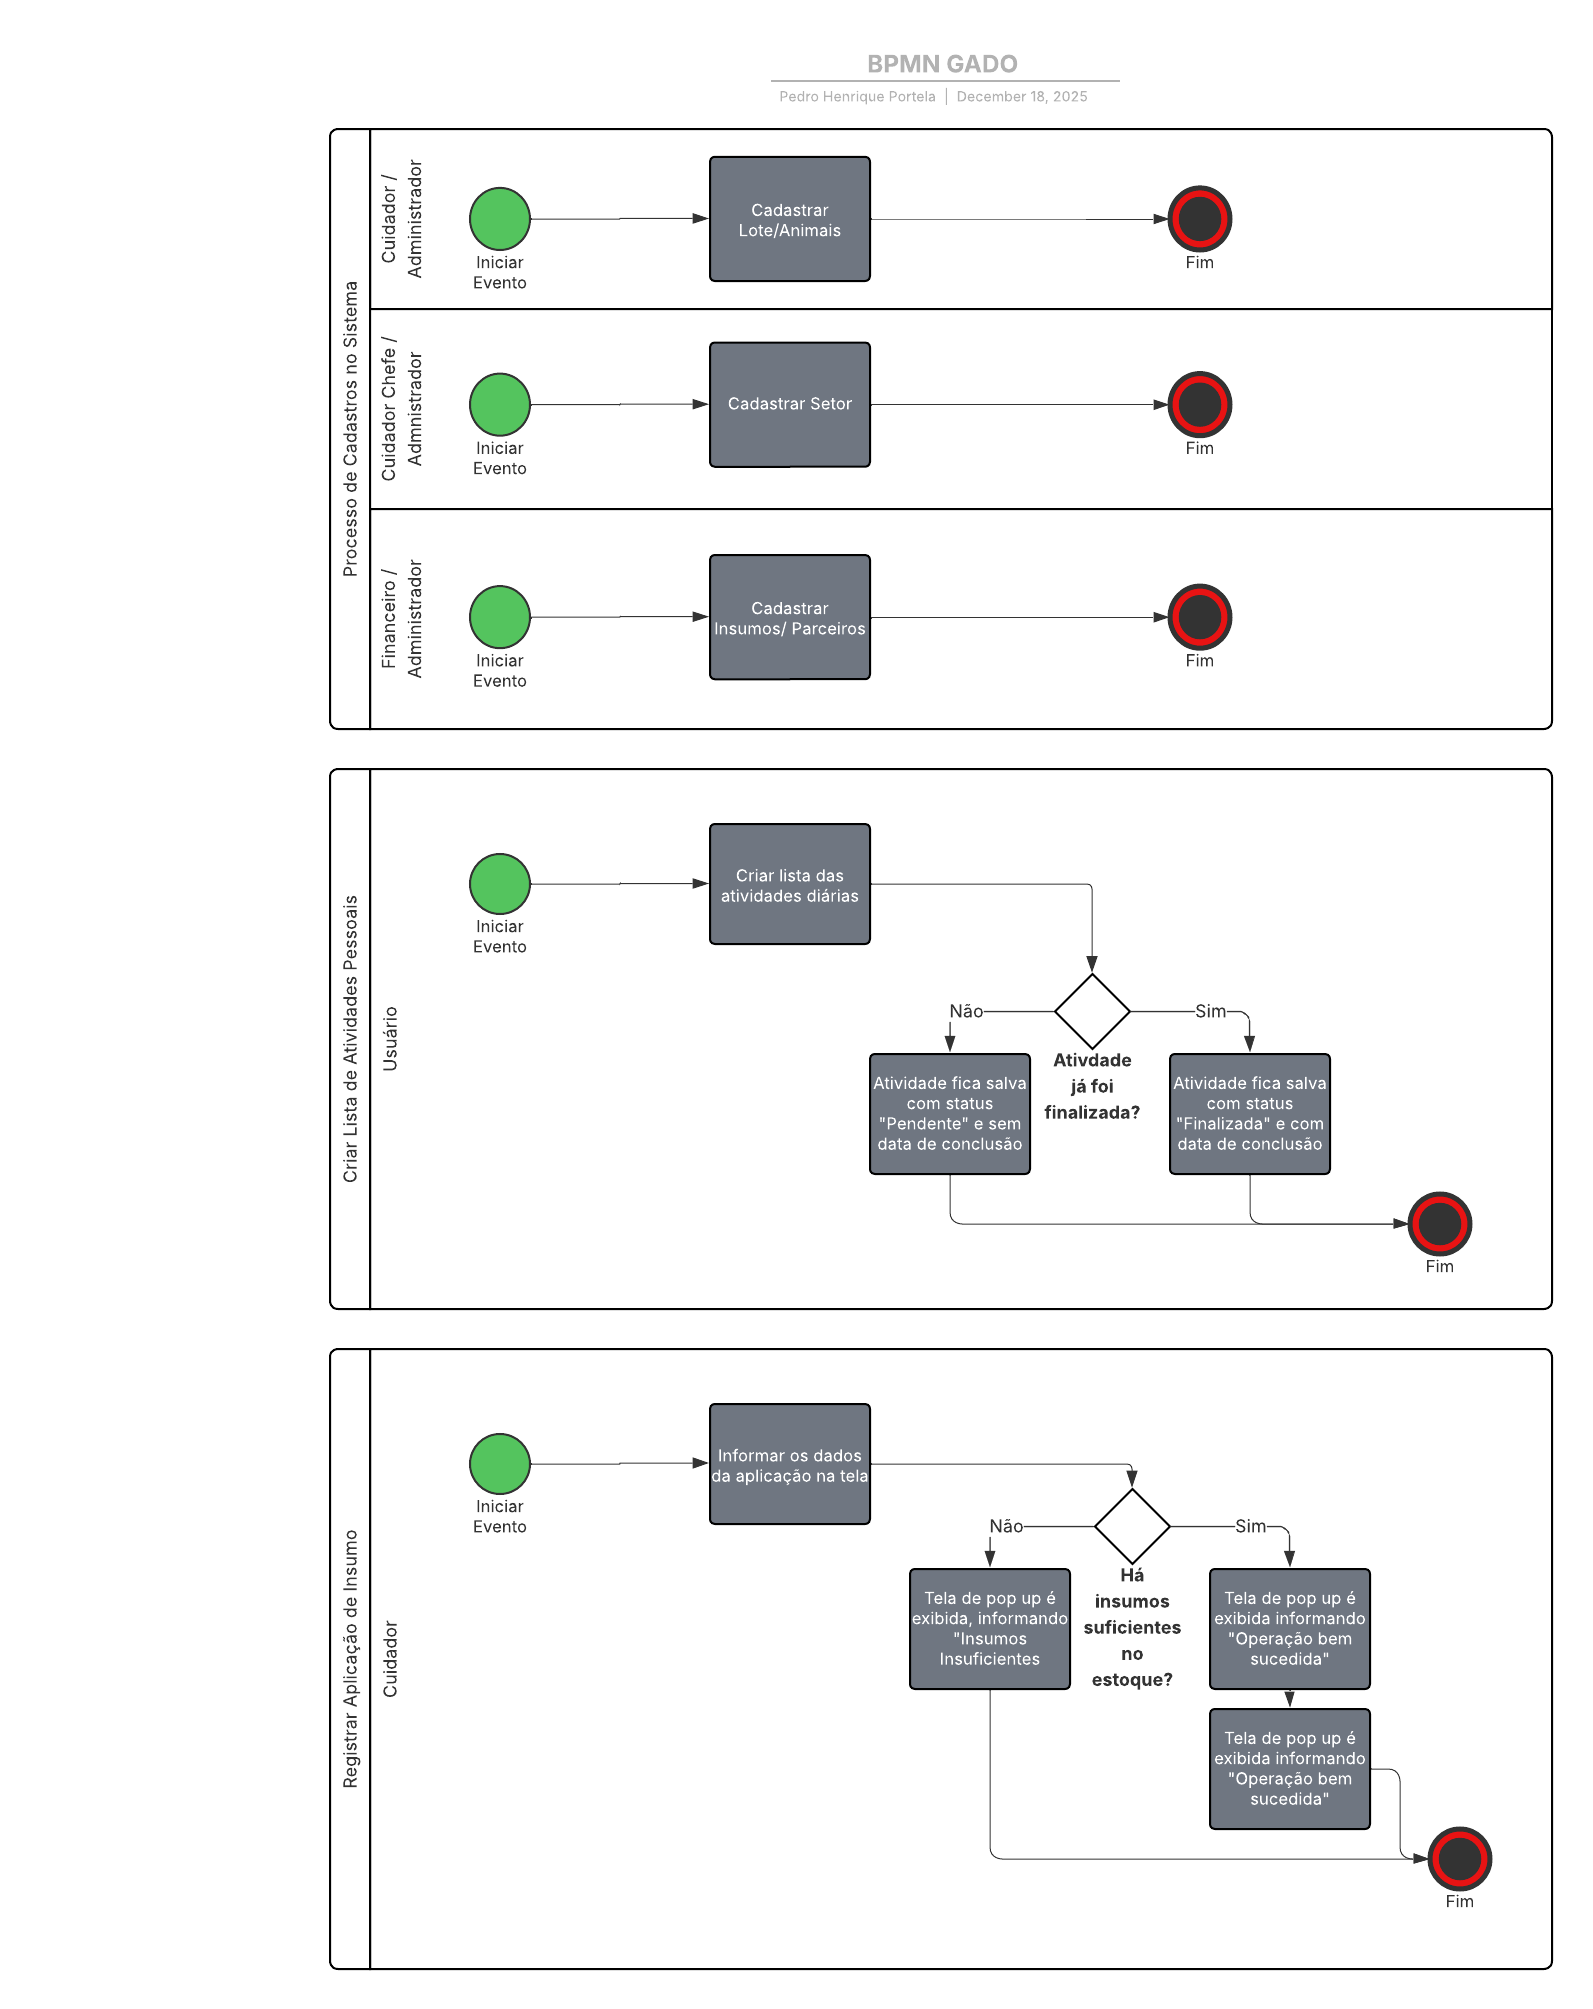 BPMN GADO
Pedro Henrique Portela | December 18, 2025
Processo de Cadastros no Sistema
Cuidador /
Administrador
Iniciar
Evento
Cadastrar
Lote/Animais
Fim
Cuidador Chefe /
Admnistrador
Iniciar
Evento
Cadastrar Setor
Fim
Financeiro /
Administrador
Iniciar
Evento
Cadastrar
Insumos/ Parceiros
Fim
Criar Lista de Atividades Pessoais
Usuário
Iniciar
Evento
Criar lista das
atividades diárias
Não
Sim
Ativdade
já foi
finalizada?
Atividade fica salva
com status
"Pendente" e sem
data de conclusão
Atividade fica salva
com status
"Finalizada" e com
data de conclusão
Fim
Registrar Aplicação de Insumo
Cuidador
Iniciar
Evento
Informar os dados
da aplicação na tela
Não
Sim
Há
insumos
suficientes
no
estoque?
Tela de pop up é
exibida, informando
"Insumos
Insuficientes
Tela de pop up é
exibida informando
"Operação bem
sucedida"
Tela de pop up é
exibida informando
"Operação bem
sucedida"
Fim